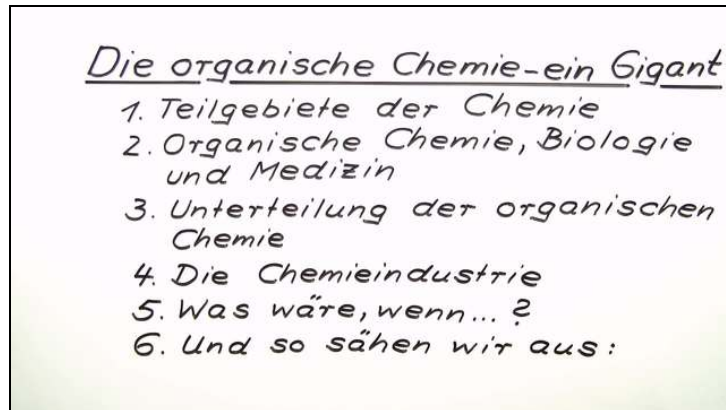 Die organische Chemie-ein Gigant
1. Teilgebiete der Chemie
2. Organische Chemie, Biologie
und Medizin
3. Unterteilung der organischen
Chemie
4. Die Chemieindustrie
5. Was wäre, wenn... ?
6. Und so sähen wir aus: